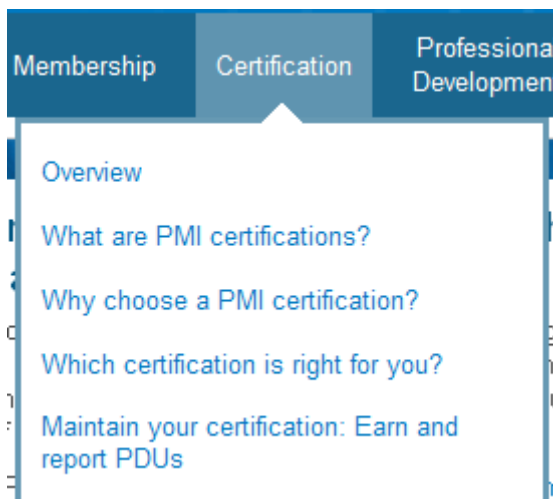 Membership
Certification
Professiona
Developmen
Overview
What are PMI certifications?
Why choose a PMI certification?
Which certification is right for you?
Maintain your certification: Earn and
report PDUs